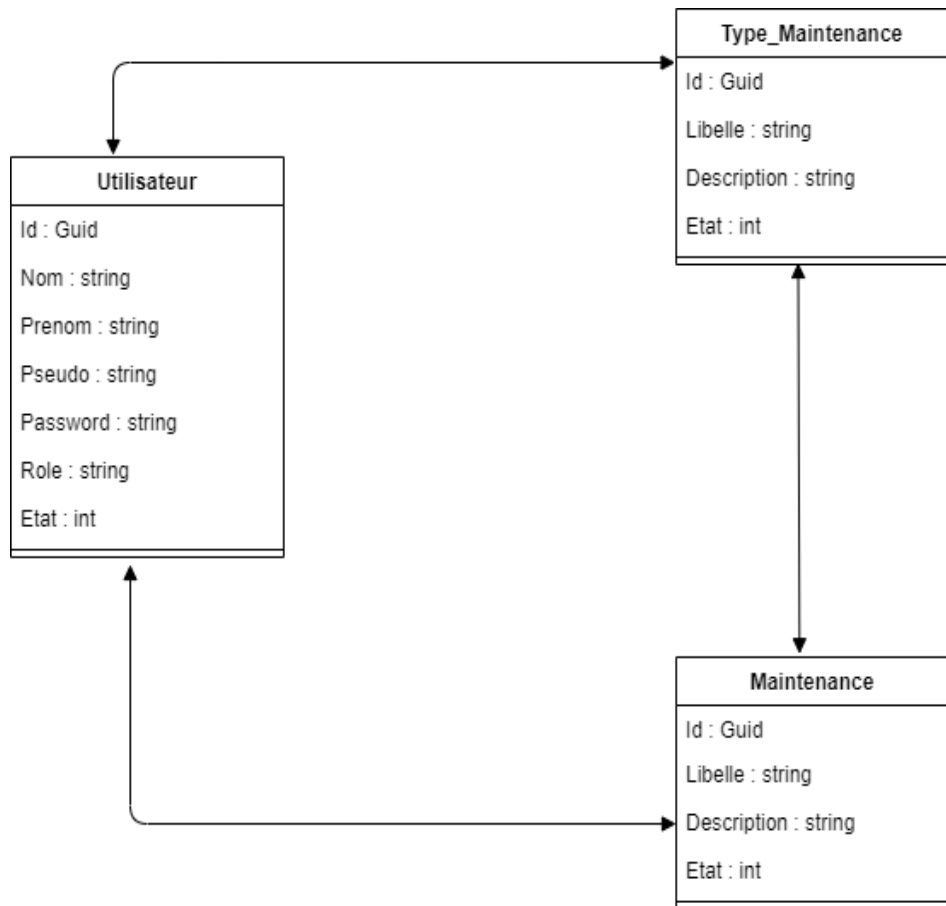 Type_Maintenance
Id : Guid
Libelle : string
Description : string
Etat : int
Utilisateur
Id : Guid
Nom : string
Prenom : string
Pseudo : string
Password : string
Role : string
Etat : int
Maintenance
Id : Guid
Libelle : string
Description : string
Etat : int